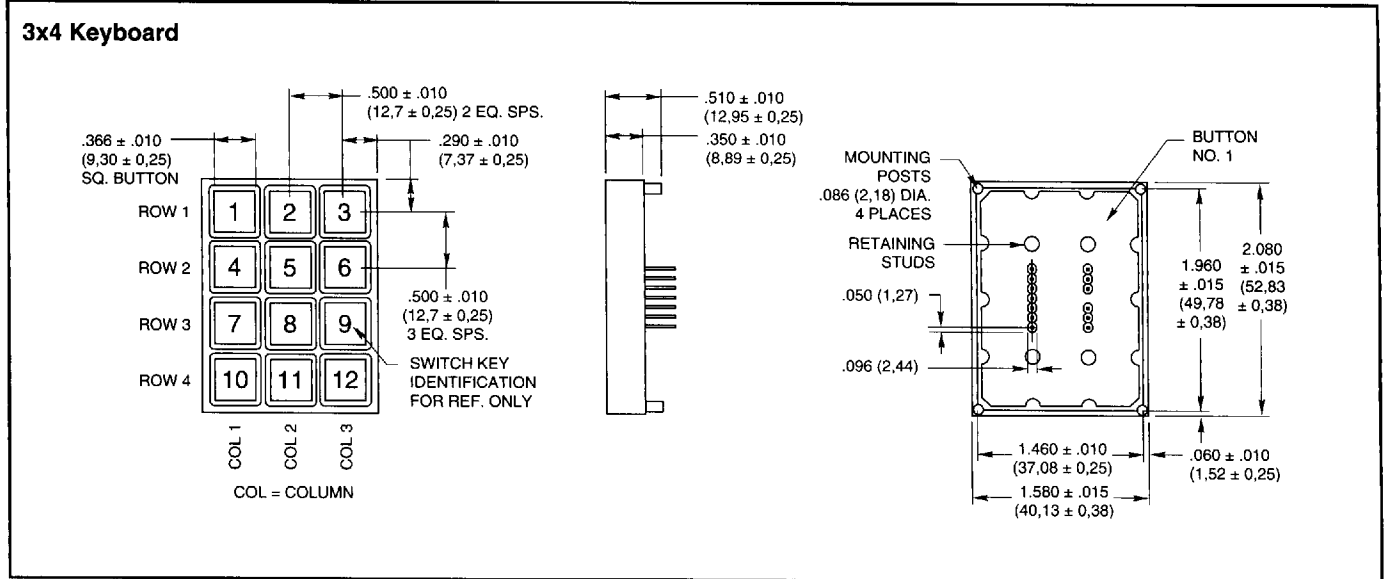 3x4 Keyboard
.500 ± .010
(12,7 ± 0,25) 2 EQ. SPS.
.366 ± .010
(9,30 ± 0,25)
SQ. BUTTON
.290 ± .010
(7,37 ± 0,25)
ROW 1
1 2 3
ROW 2
4 5 6
ROW 3
7 8 9
ROW 4
10 11 12
.500 ± .010
(12,7 ± 0,25)
3 EQ. SPS.
SWITCH KEY
IDENTIFICATION
FOR REF. ONLY
COL 1
COL 2
COL 3
COL = COLUMN
.510 ± .010
(12,95 ± 0,25)
.350 ± .010
(8,89 ± 0,25)
MOUNTING
POSTS
.086 (2,18) DIA.
4 PLACES
RETAINING
STUDS
.050 (1,27)
.096 (2,44)
BUTTON
NO. 1
1.960
± .015
(49,78
± 0,38)
2.080
± .015
(52,83
± 0,38)
1.460 ± .010
(37,08 ± 0,25)
.060 ± .010
(1,52 ± 0,25)
1.580 ± .015
(40,13 ± 0,38)